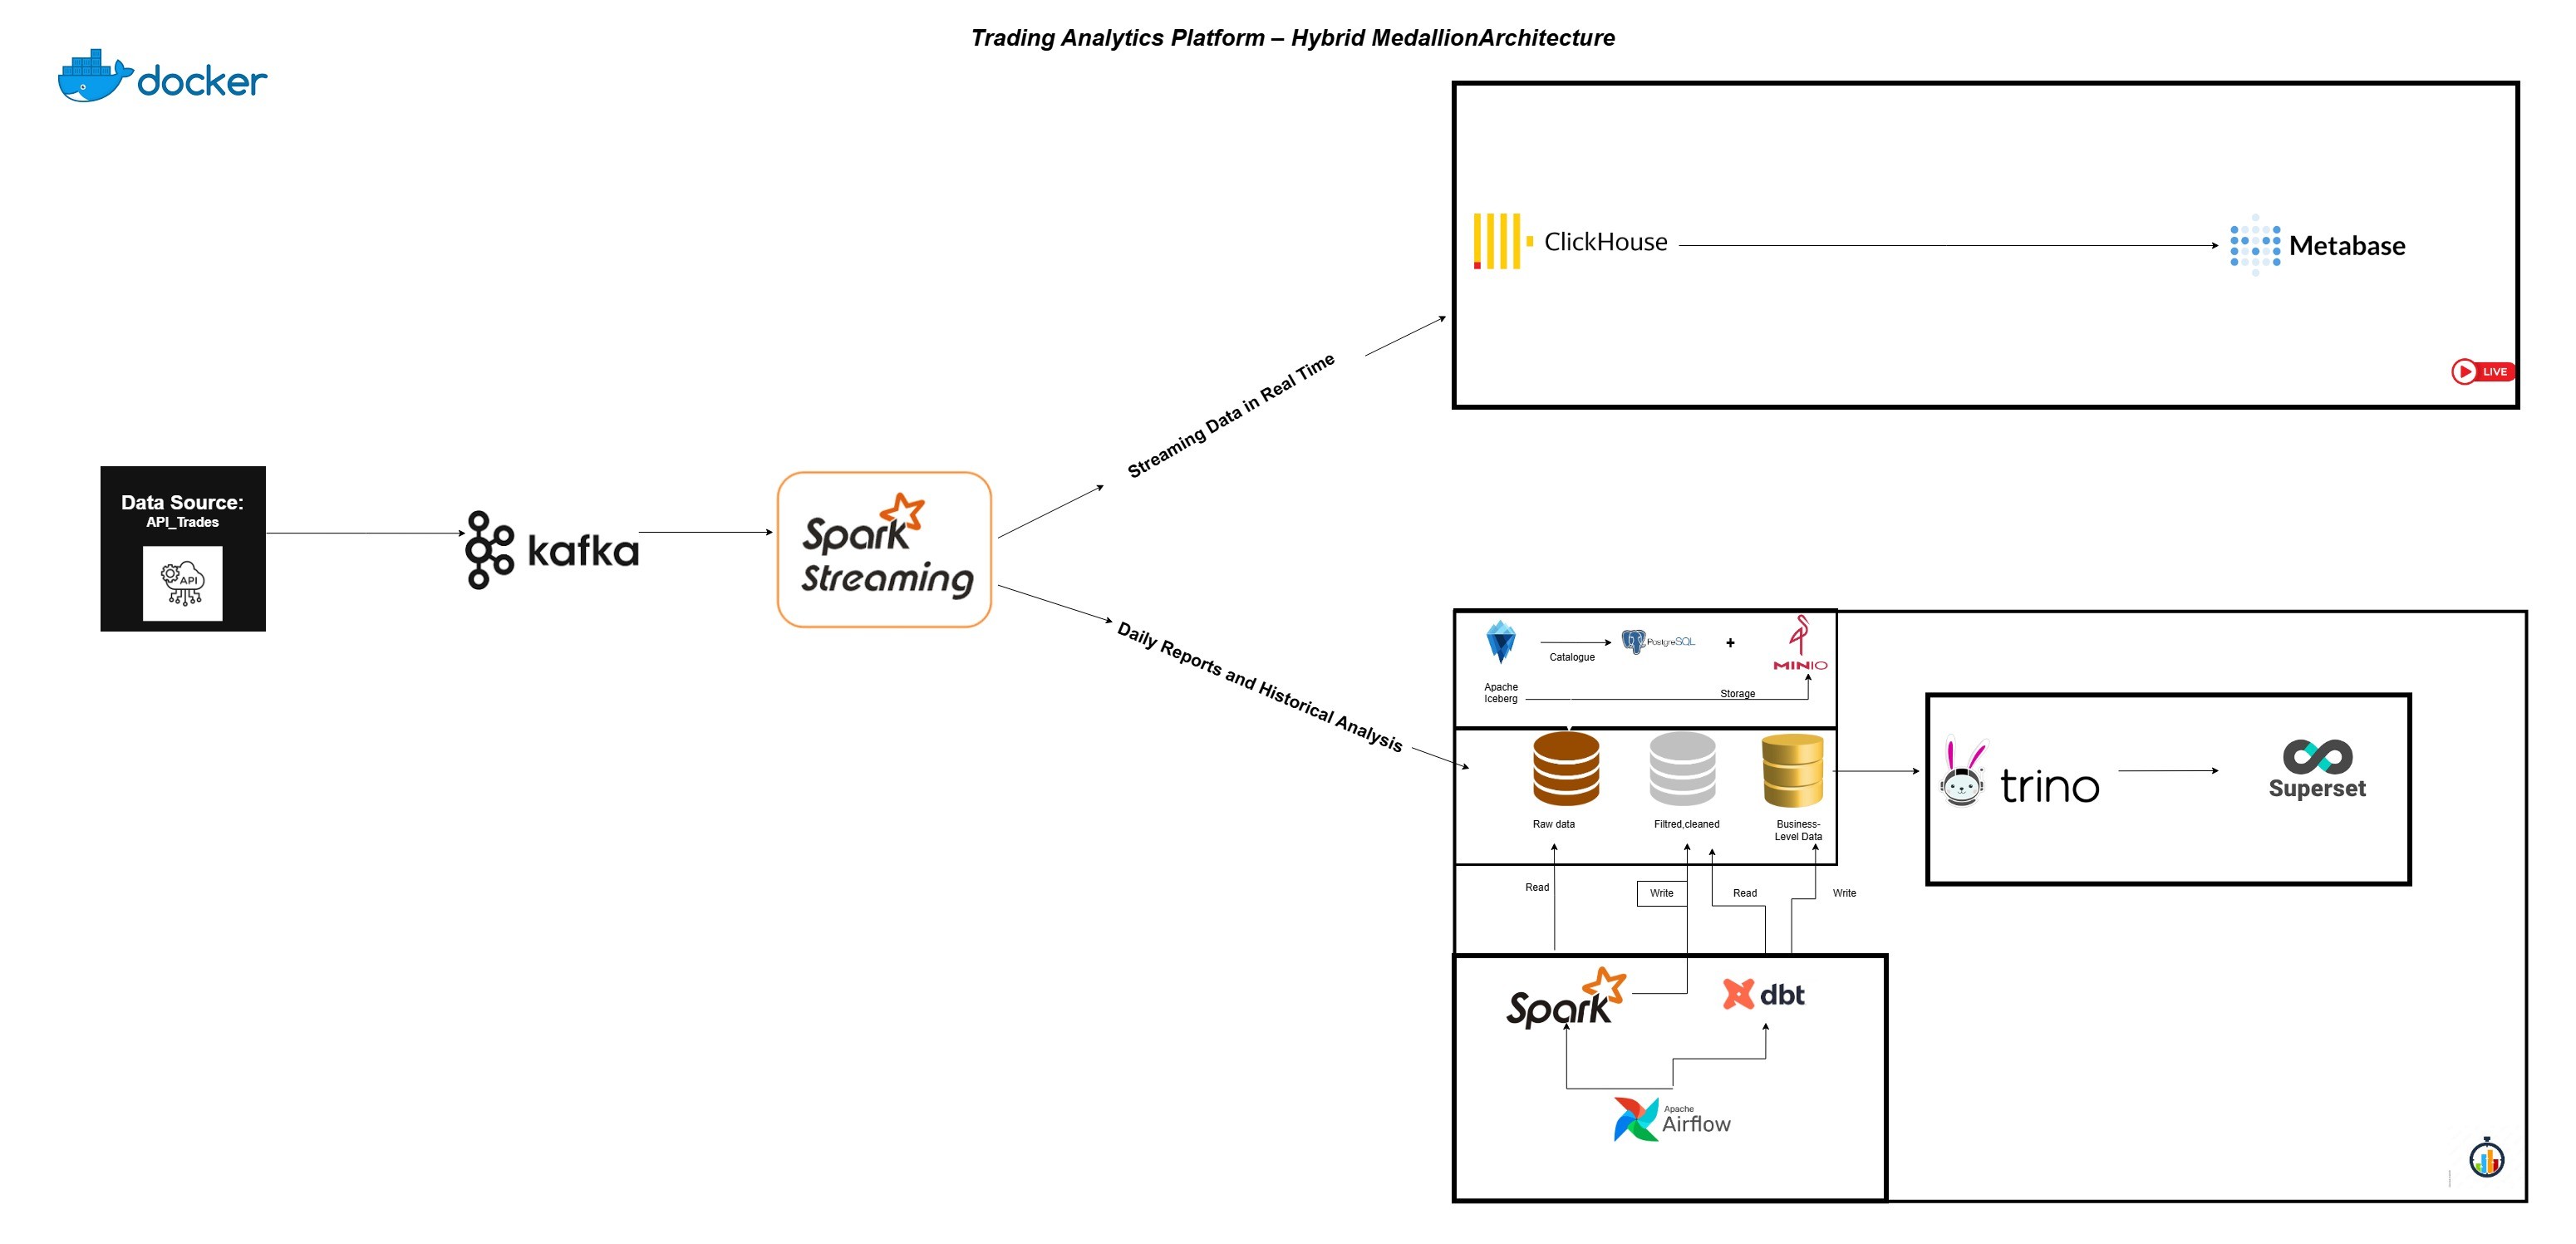 Trading Analytics Platform – Hybrid MedallionArchitecture
docker
ClickHouse
Metabase
LIVE
Streaming Data in Real Time
Data Source:
API_Trades
API
kafka
Spark
Streaming
Daily Reports and Historical Analysis
Catalogue
PostgreSQL
+
MINIO
Apache
Iceberg
Storage
Raw data
Filtred,cleaned
Business-
Level Data
trino
Superset
Read
Write
Read
Write
Spark
dbt
Apache
Airflow